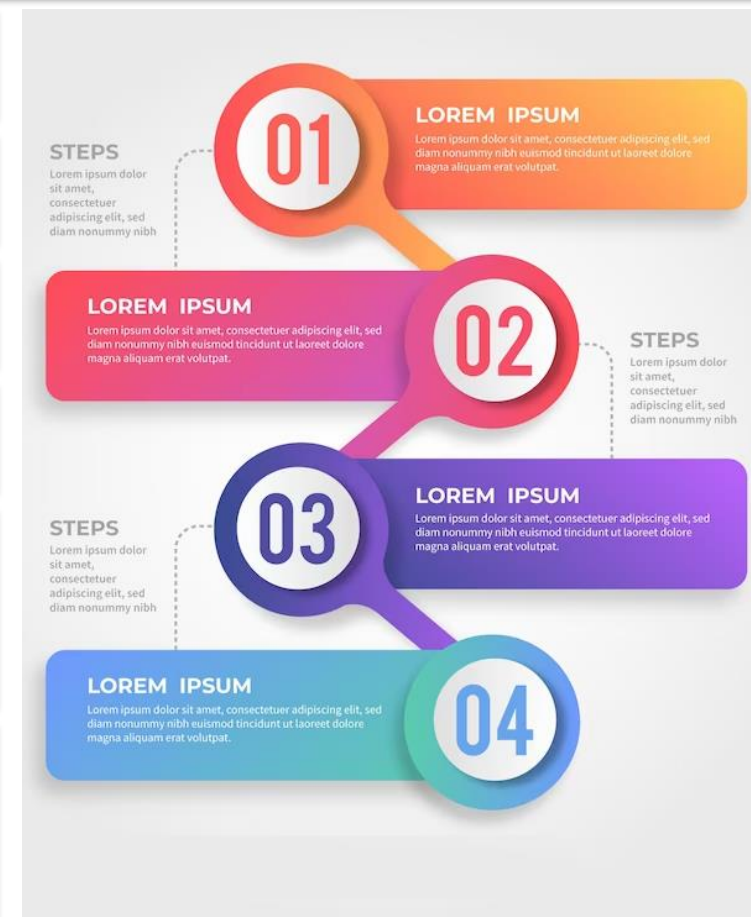 01
LOREM IPSUM
Lorem ipsum dolor sit amet, consectetuer adipiscing elit, sed
diam nonummy nibh euismod tincidunt ut laoreet dolore
magna aliquam erat volutpat.
STEPS
Lorem ipsum dolor
sit amet,
consectetuer
adipiscing elit, sed
diam nonummy nibh
LOREM IPSUM
Lorem ipsum dolor sit amet, consectetuer adipiscing elit, sed
diam nonummy nibh euismod tincidunt ut laoreet dolore
magna aliquam erat volutpat.
02
STEPS
Lorem ipsum dolor
sit amet,
consectetuer
adipiscing elit, sed
diam nonummy nibh
03
LOREM IPSUM
Lorem ipsum dolor sit amet, consectetuer adipiscing elit, sed
diam nonummy nibh euismod tincidunt ut laoreet dolore
magna aliquam erat volutpat.
STEPS
Lorem ipsum dolor
sit amet,
consectetuer
adipiscing elit, sed
diam nonummy nibh
LOREM IPSUM
Lorem ipsum dolor sit amet, consectetuer adipiscing elit, sed
diam nonummy nibh euismod tincidunt ut laoreet dolore
magna aliquam erat volutpat.
04